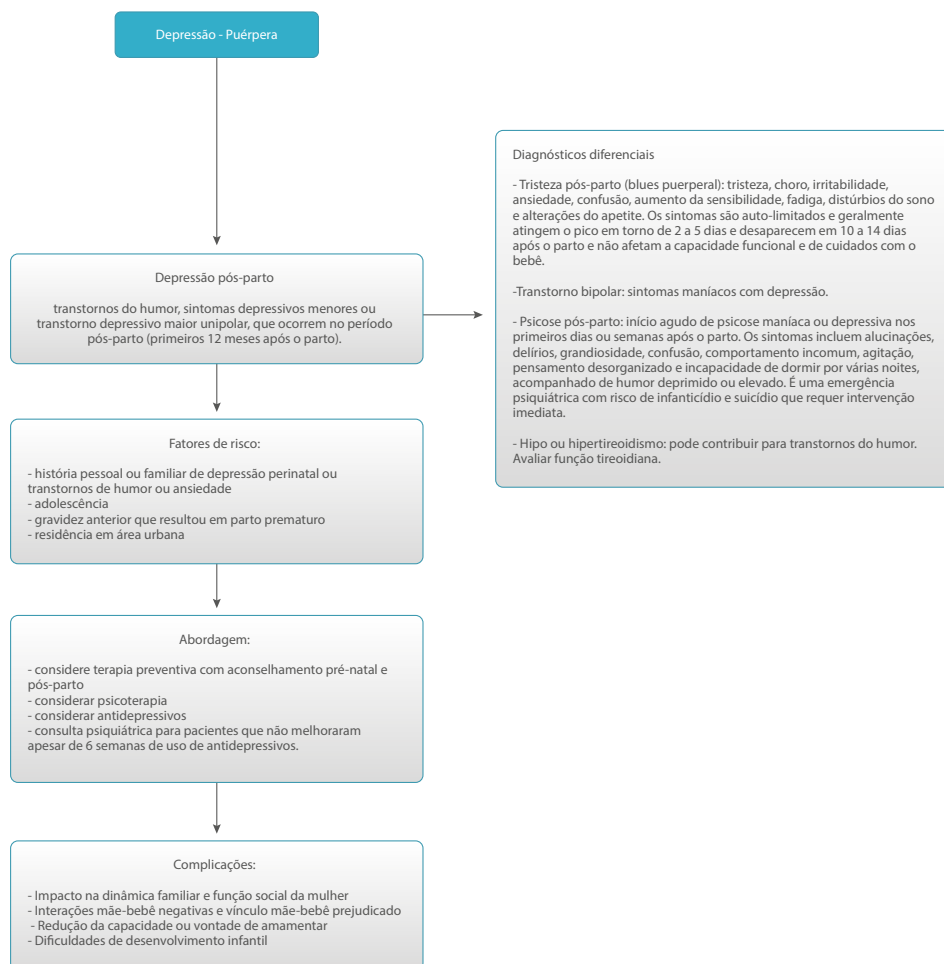 Depressão - Puérpera
Depressão pós-parto
transtornos do humor, sintomas depressivos menores ou
transtorno depressivo maior unipolar, que ocorrem no período
pós-parto (primeiros 12 meses após o parto).
Diagnósticos diferenciais
- Tristeza pós-parto (blues puerperal): tristeza, choro, irritabilidade,
ansiedade, confusão, aumento da sensibilidade, fadiga, distúrbios do sono
e alterações do apetite. Os sintomas são auto-limitados e geralmente
atingem o pico em torno de 2 a 5 dias e desaparecem em 10 a 14 dias
após o parto e não afetam a capacidade funcional e de cuidados com o
bebê.
-Transtorno bipolar: sintomas maníacos com depressão.
- Psicose pós-parto: início agudo de psicose maníaca ou depressiva nos
primeiros dias ou semanas após o parto. Os sintomas incluem alucinações,
delírios, grandiosidade, confusão, comportamento incomum, agitação,
pensamento desorganizado e incapacidade de dormir por várias noites,
acompanhado de humor deprimido ou elevado. É uma emergência
psiquiátrica com risco de infanticídio e suicídio que requer intervenção
imediata.
- Hipo ou hipertireoidismo: pode contribuir para transtornos do humor.
Avaliar função tireoidiana.
Fatores de risco:
- história pessoal ou familiar de depressão perinatal ou
transtornos de humor ou ansiedade
- adolescência
- gravidez anterior que resultou em parto prematuro
- residência em área urbana
Abordagem:
- considere terapia preventiva com aconselhamento pré-natal e
pós-parto
- considerar psicoterapia
- considerar antidepressivos
- consulta psiquiátrica para pacientes que não melhoraram
apesar de 6 semanas de uso de antidepressivos.
Complicações:
- Impacto na dinâmica familiar e função social da mulher
- Interações mãe-bebê negativas e vínculo mãe-bebê prejudicado
- Redução da capacidade ou vontade de amamentar
- Dificuldades de desenvolvimento infantil